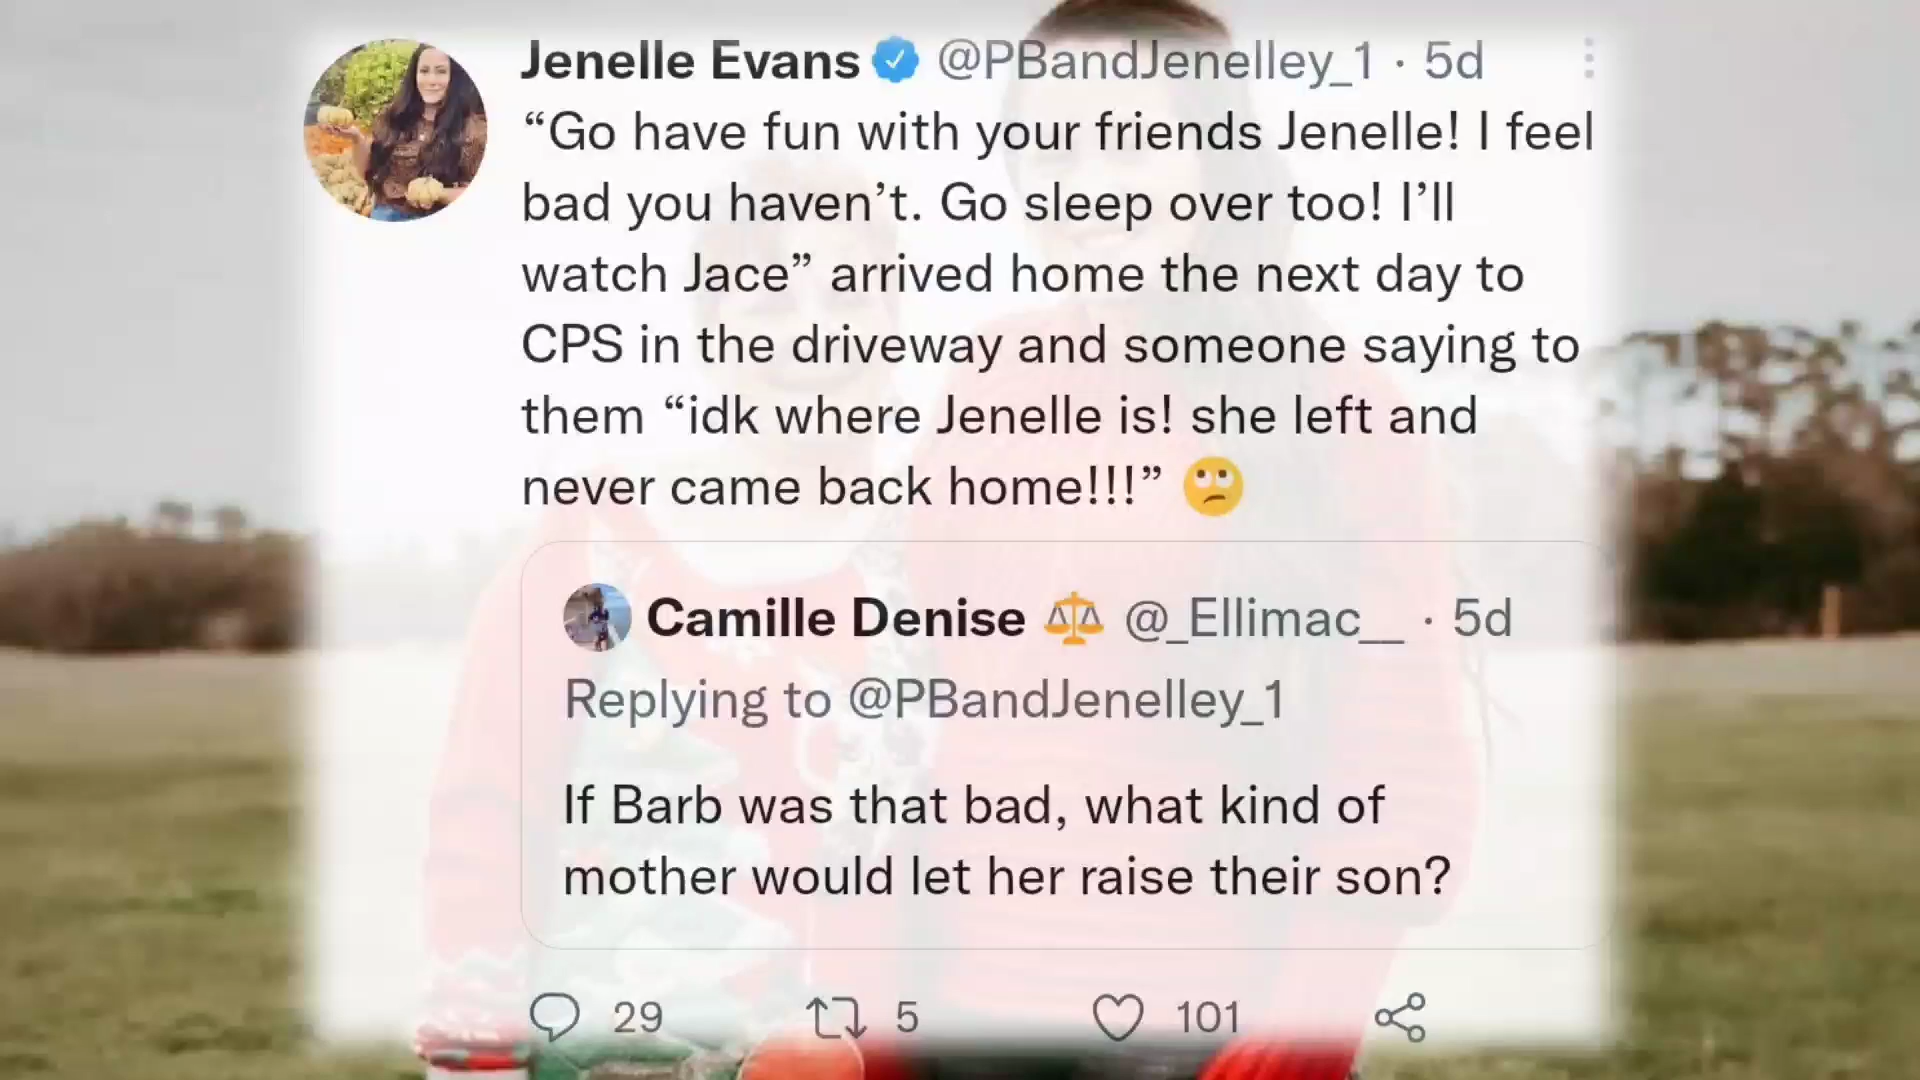 Jenelle Evans @PBandJenelley_1 · 5d
“Go have fun with your friends Jenelle! I feel
bad you haven’t. Go sleep over too! I’ll
watch Jace” arrived home the next day to
CPS in the driveway and someone saying to
them “idk where Jenelle is! she left and
never came back home!!!” 🙄
Camille Denise ⚖️ @_Ellimac__ · 5d
Replying to @PBandJenelley_1
If Barb was that bad, what kind of
mother would let her raise their son?
29 5 101